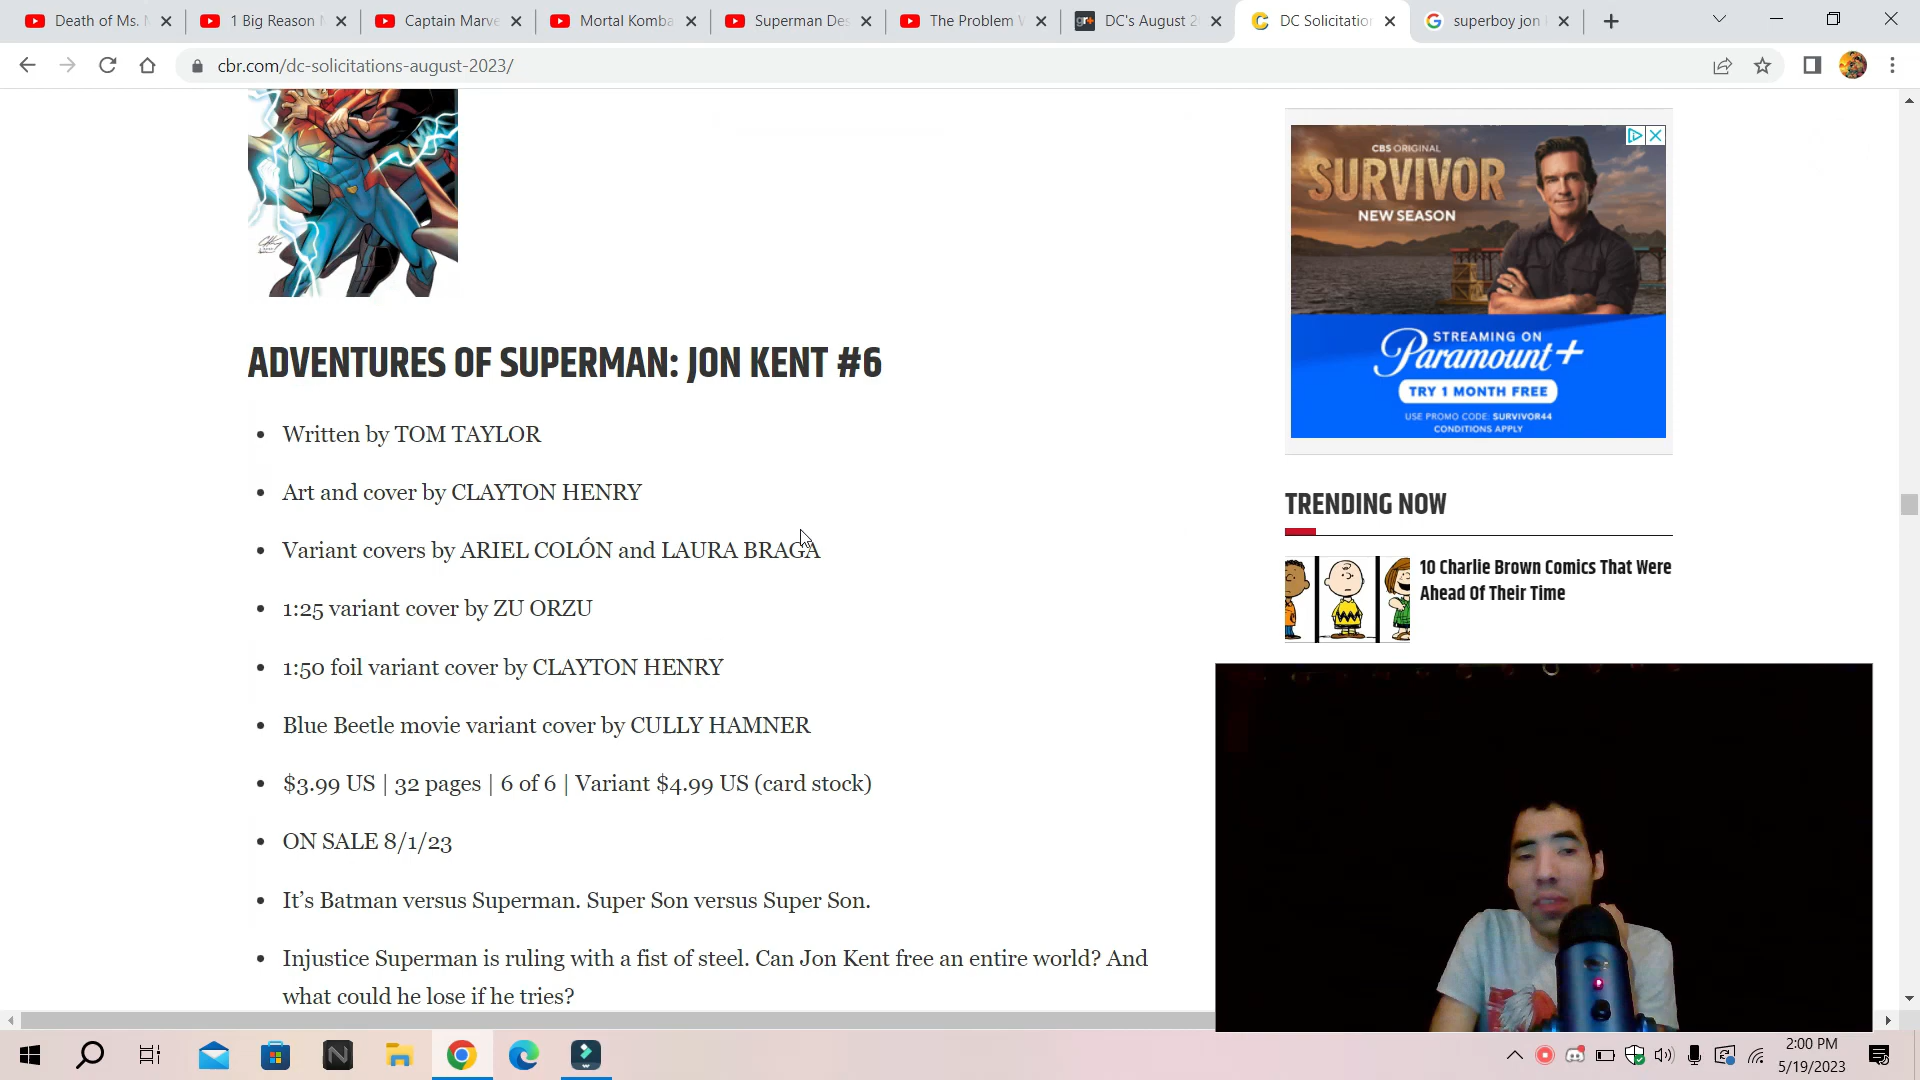 Death of Ms. M
1 Big Reason
Captain Marve
Mortal Komba
Superman Des
The Problem
DC's August 2
DC Solicitation
superboy jon
cbr.com/dc-solicitations-august-2023/
CBS ORIGINAL
SURVIVOR
NEW SEASON
STREAMING ON
Paramount+
TRY 1 MONTH FREE
USE PROMO CODE: SURVIVOR44
CONDITIONS APPLY
ADVENTURES OF SUPERMAN: JON KENT #6
• Written by TOM TAYLOR
• Art and cover by CLAYTON HENRY
• Variant covers by ARIEL COLÓN and LAURA BRAGA
• 1:25 variant cover by ZU ORZU
• 1:50 foil variant cover by CLAYTON HENRY
• Blue Beetle movie variant cover by CULLY HAMNER
• $3.99 US | 32 pages | 6 of 6 | Variant $4.99 US (card stock)
• ON SALE 8/1/23
• It’s Batman versus Superman. Super Son versus Super Son.
• Injustice Superman is ruling with a fist of steel. Can Jon Kent free an entire world? And
what could he lose if he tries?
TRENDING NOW
10 Charlie Brown Comics That Were
Ahead Of Their Time
2:00 PM
5/19/2023